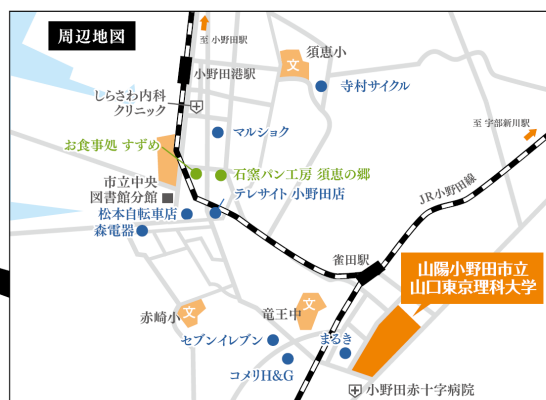 周辺地図
至 小野田駅
須恵小
文
小野田港駅
寺村サイクル
しらさわ内科
クリニック
マルショク
至 宇部新川駅
お食事処 すずめ
石窯パン工房 須恵の郷
市立中央
図書館分館
テレサイト 小野田店
JR小野田線
松本自転車店
森電器
雀田駅
山陽小野田市立
山口東京理科大学
赤崎小
文
竜王中
文
セブンイレブン
まるき
コメリH&G
小野田赤十字病院